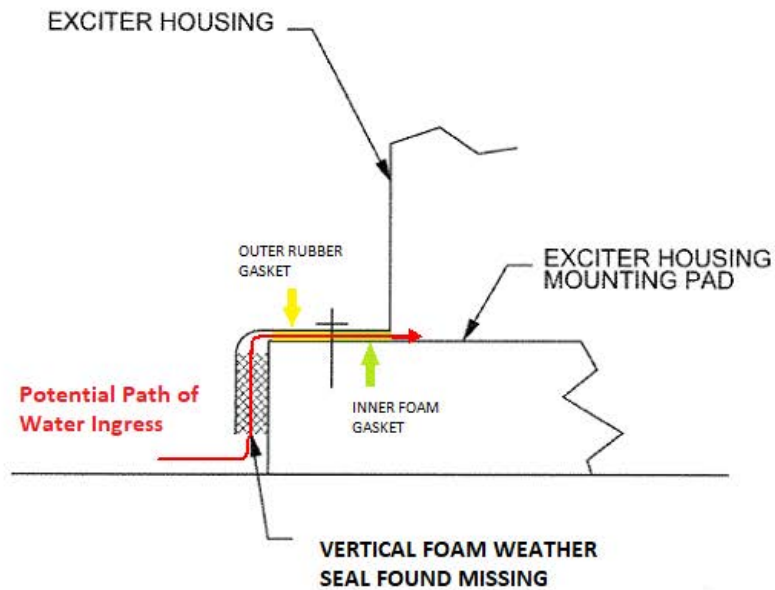 EXCITER HOUSING
OUTER RUBBER
GASKET
EXCITER HOUSING
MOUNTING PAD
Potential Path of
Water Ingress
INNER FOAM
GASKET
VERTICAL FOAM WEATHER
SEAL FOUND MISSING